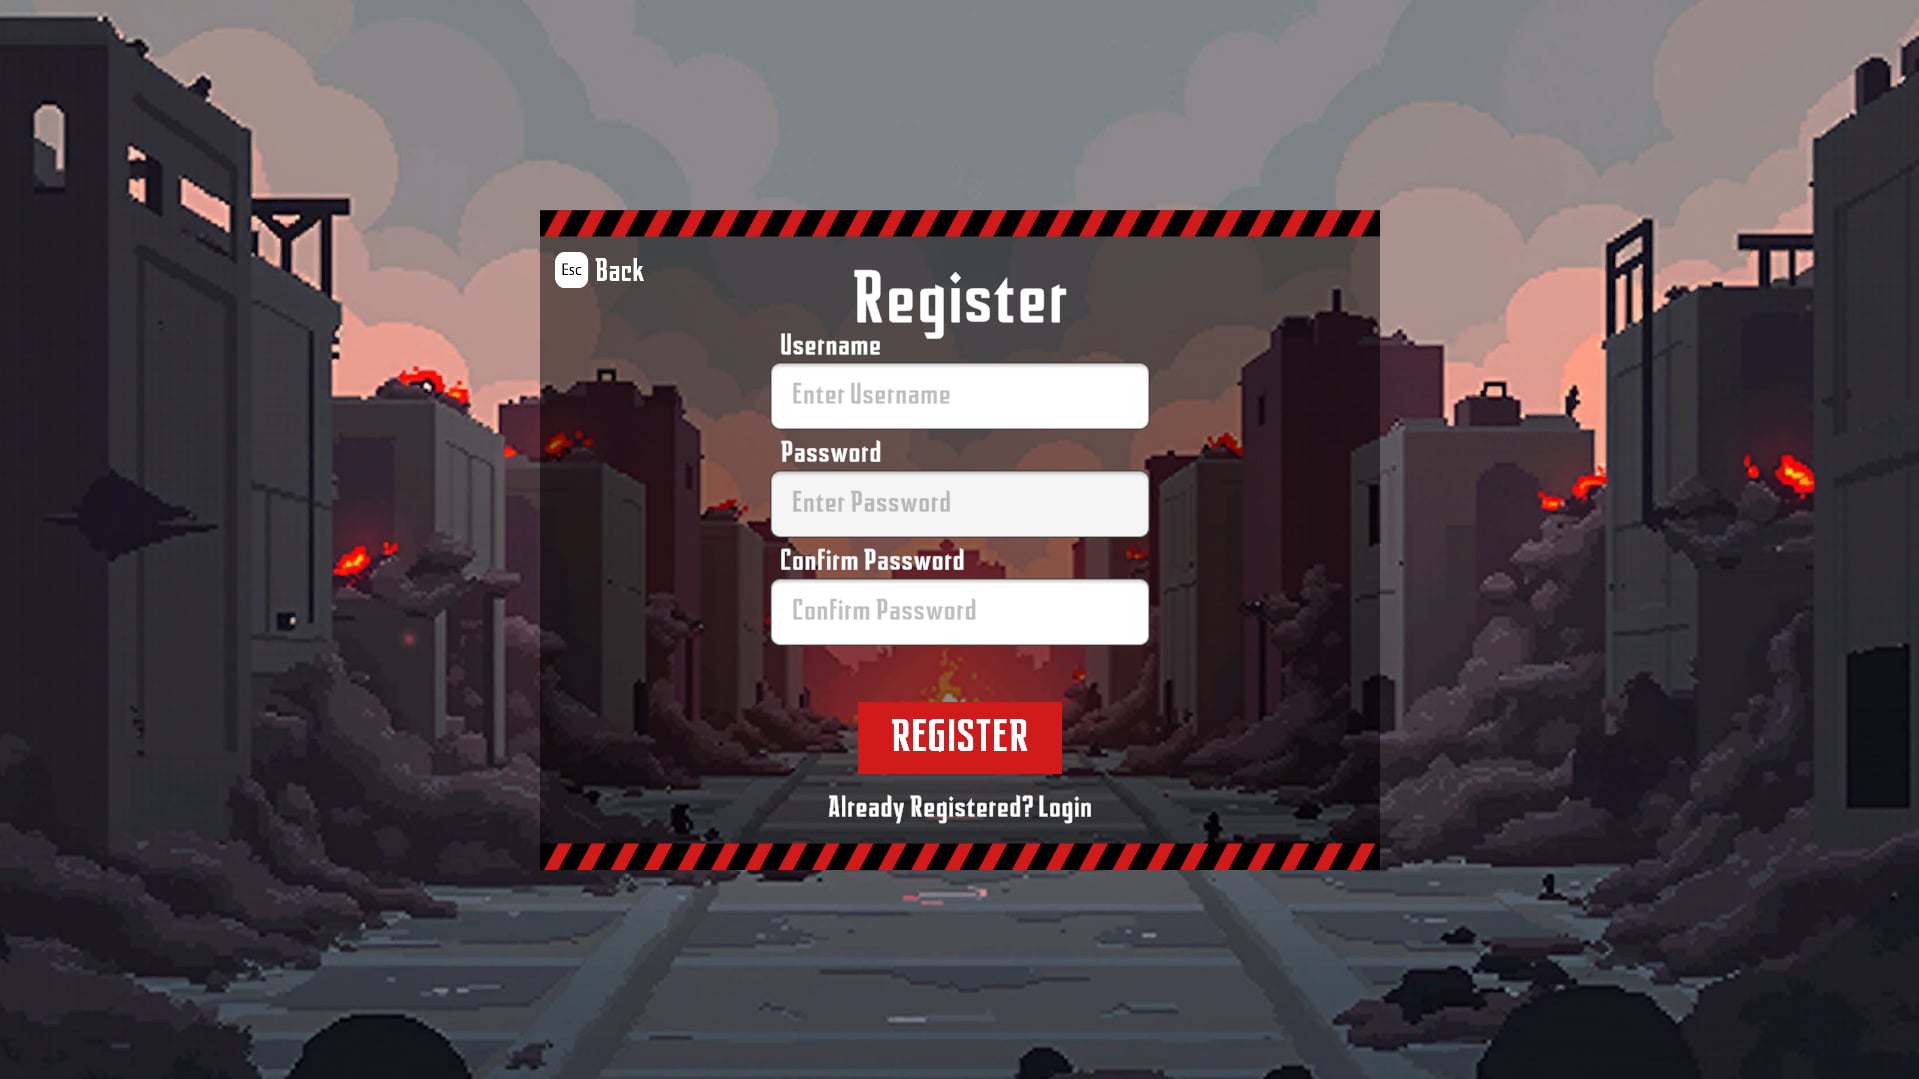 Esc Back
Register
Username
Enter Username
Password
Enter Password
Confirm Password
Confirm Password
REGISTER
Already Registered? Login